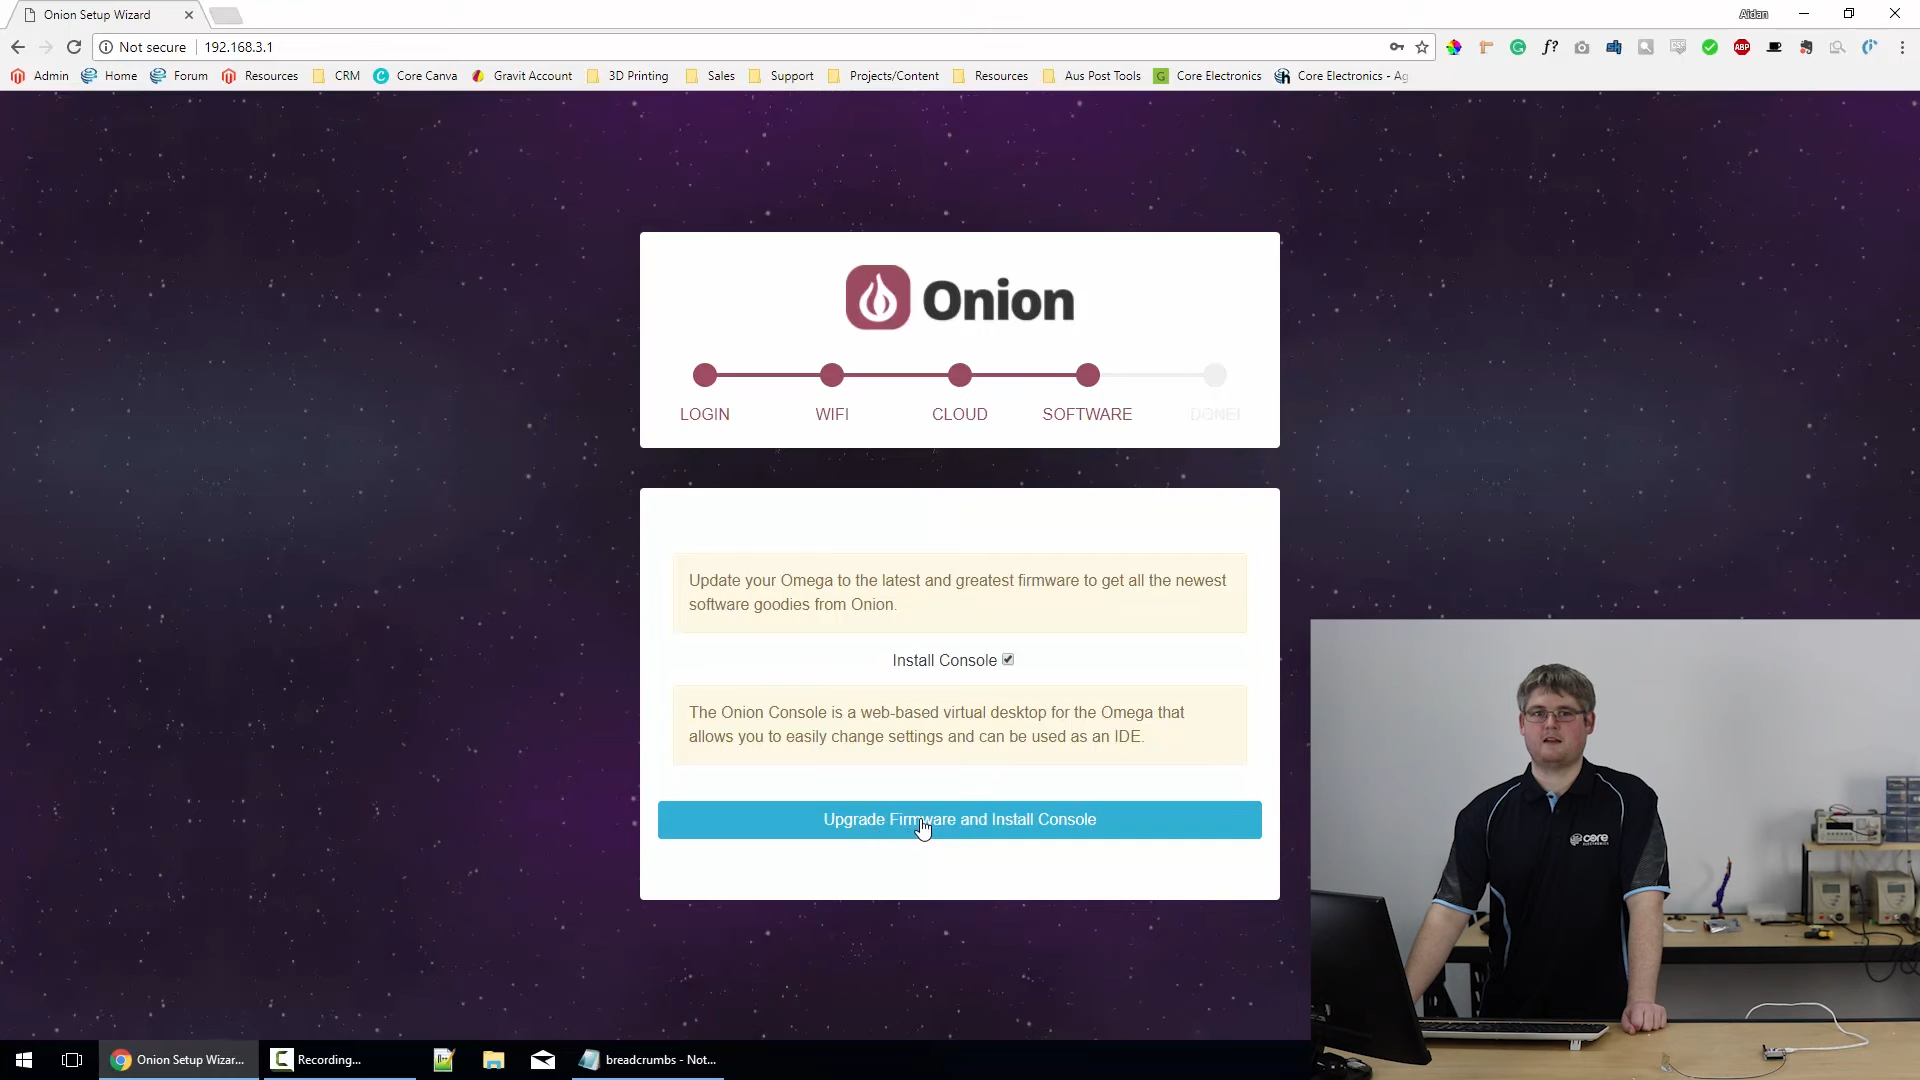 Onion Setup Wizard
Aidan
Not secure
192.168.3.1
Admin
Home
Forum
Resources
CRM
Core Canva
Gravit Account
3D Printing
Sales
Support
Projects/Content
Resources
Aus Post Tools
Core Electronics
Core Electronics - Ag
Onion
LOGIN
WIFI
CLOUD
SOFTWARE
DONE!
Update your Omega to the latest and greatest firmware to get all the newest
software goodies from Onion.
Install Console
The Onion Console is a web-based virtual desktop for the Omega that
allows you to easily change settings and can be used as an IDE.
Upgrade Firmware and Install Console
core
ELECTRONICS
Onion Setup Wizar...
Recording...
breadcrumbs - Not...